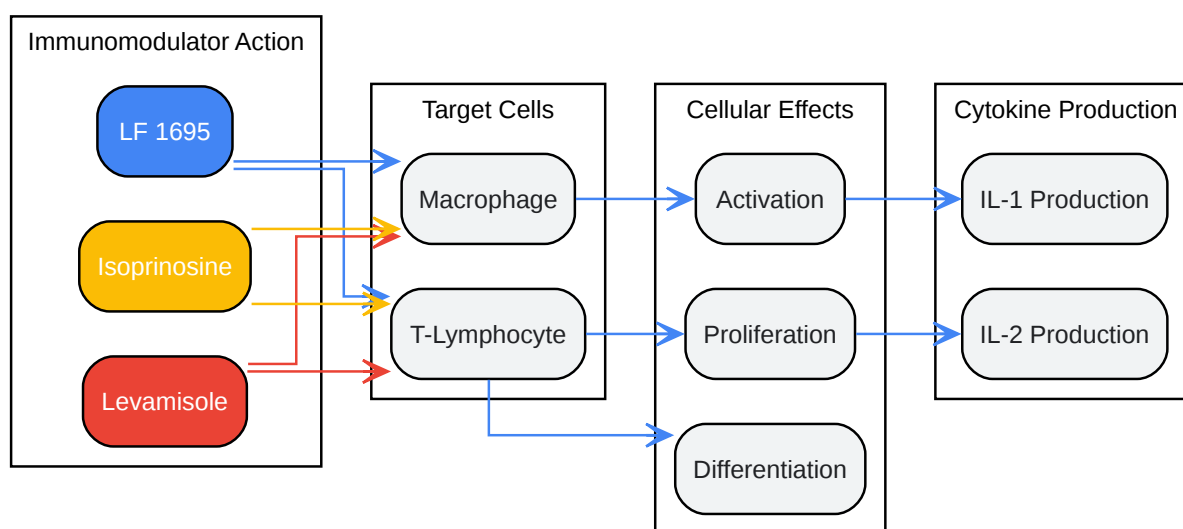 Immunomodulator Action
LF 1695
Isoprinosine
Levamisole
Target Cells
Macrophage
T-Lymphocyte
Cellular Effects
Activation
Proliferation
Differentiation
Cytokine Production
IL-1 Production
IL-2 Production